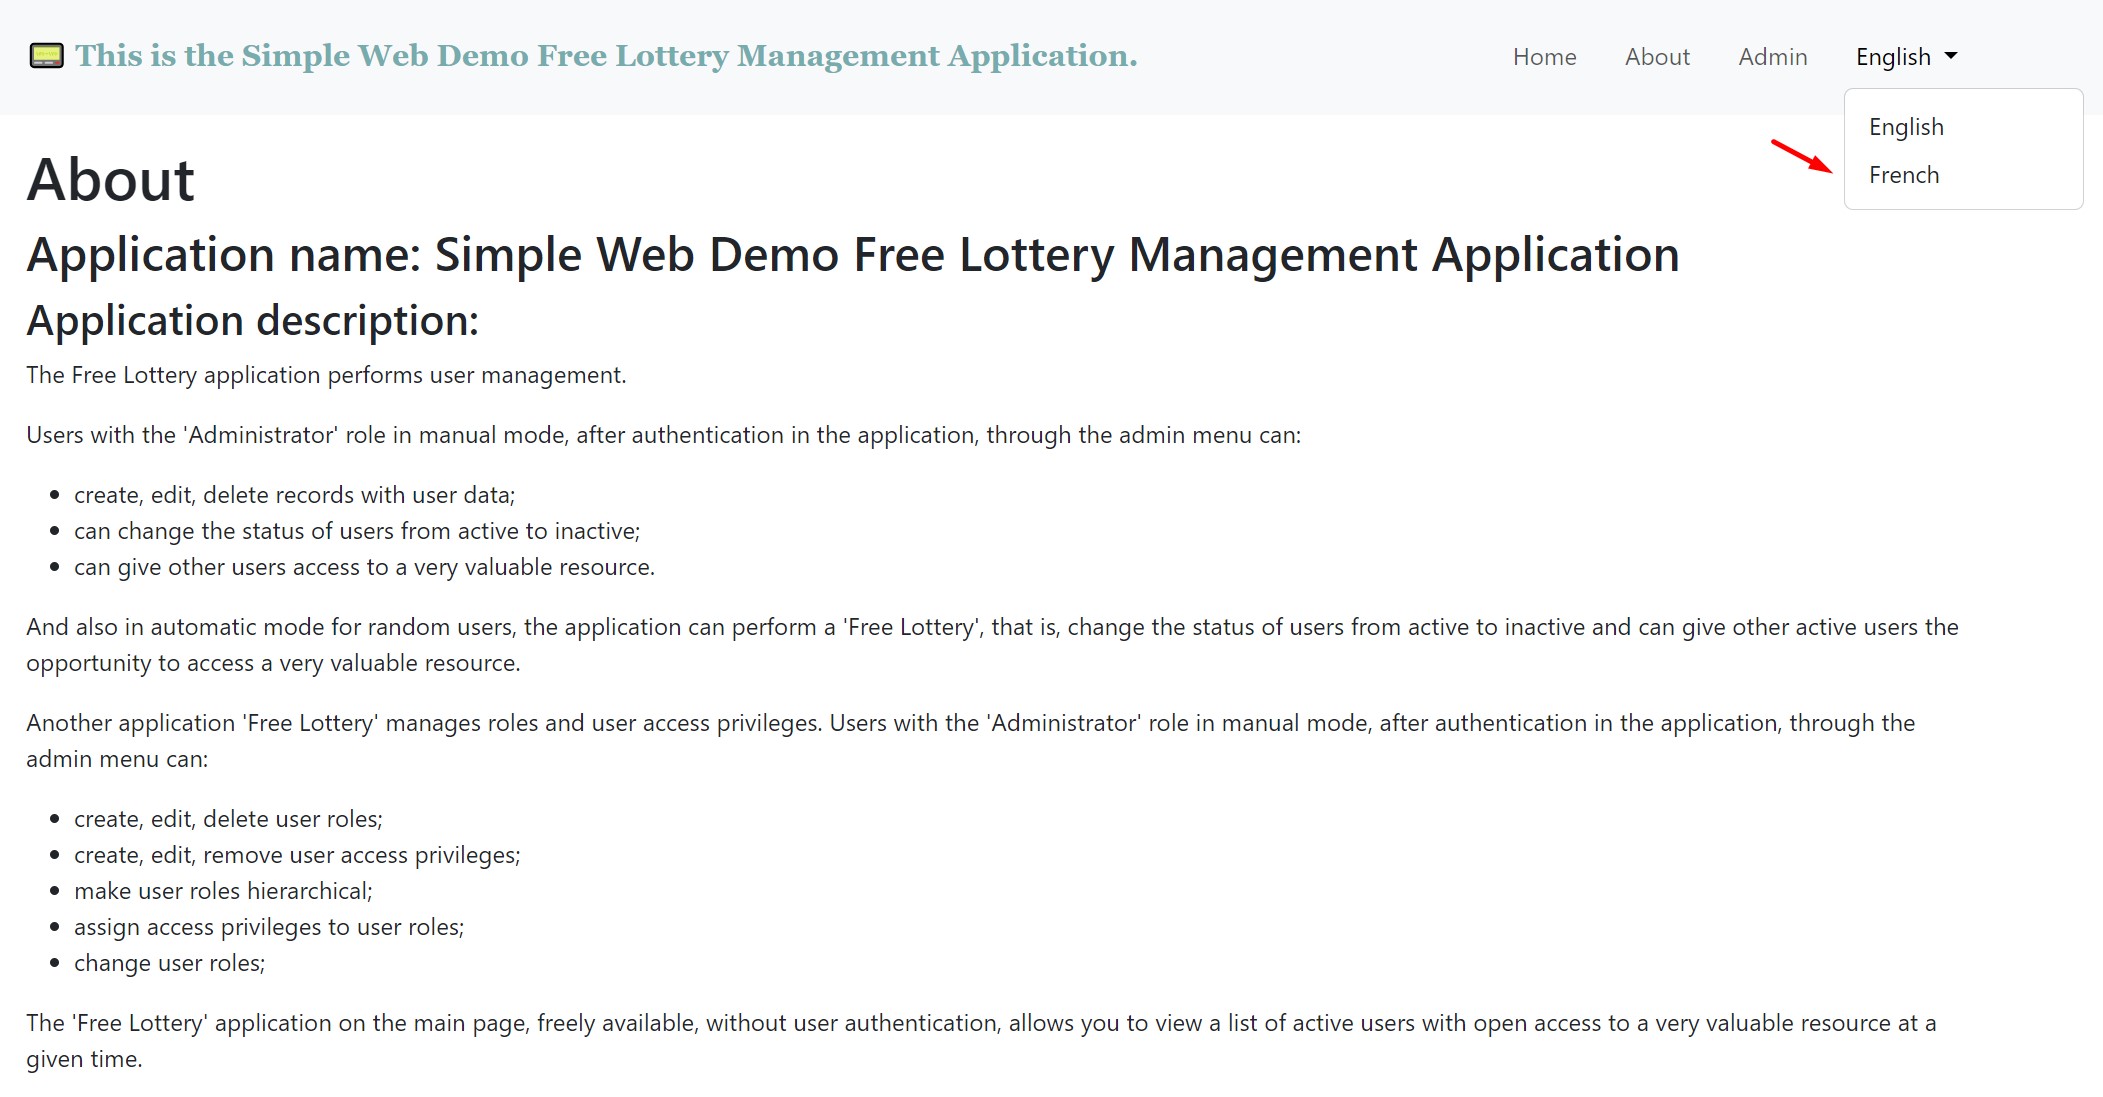 This is the Simple Web Demo Free Lottery Management Application.
Home
About
Admin
English
English
French
About
Application name: Simple Web Demo Free Lottery Management Application
Application description:
The Free Lottery application performs user management.
Users with the 'Administrator' role in manual mode, after authentication in the application, through the admin menu can:
create, edit, delete records with user data;
can change the status of users from active to inactive;
can give other users access to a very valuable resource.
And also in automatic mode for random users, the application can perform a 'Free Lottery', that is, change the status of users from active to inactive and can give other active users the
opportunity to access a very valuable resource.
Another application 'Free Lottery' manages roles and user access privileges. Users with the 'Administrator' role in manual mode, after authentication in the application, through the
admin menu can:
create, edit, delete user roles;
create, edit, remove user access privileges;
make user roles hierarchical;
assign access privileges to user roles;
change user roles;
The 'Free Lottery' application on the main page, freely available, without user authentication, allows you to view a list of active users with open access to a very valuable resource at a
given time.